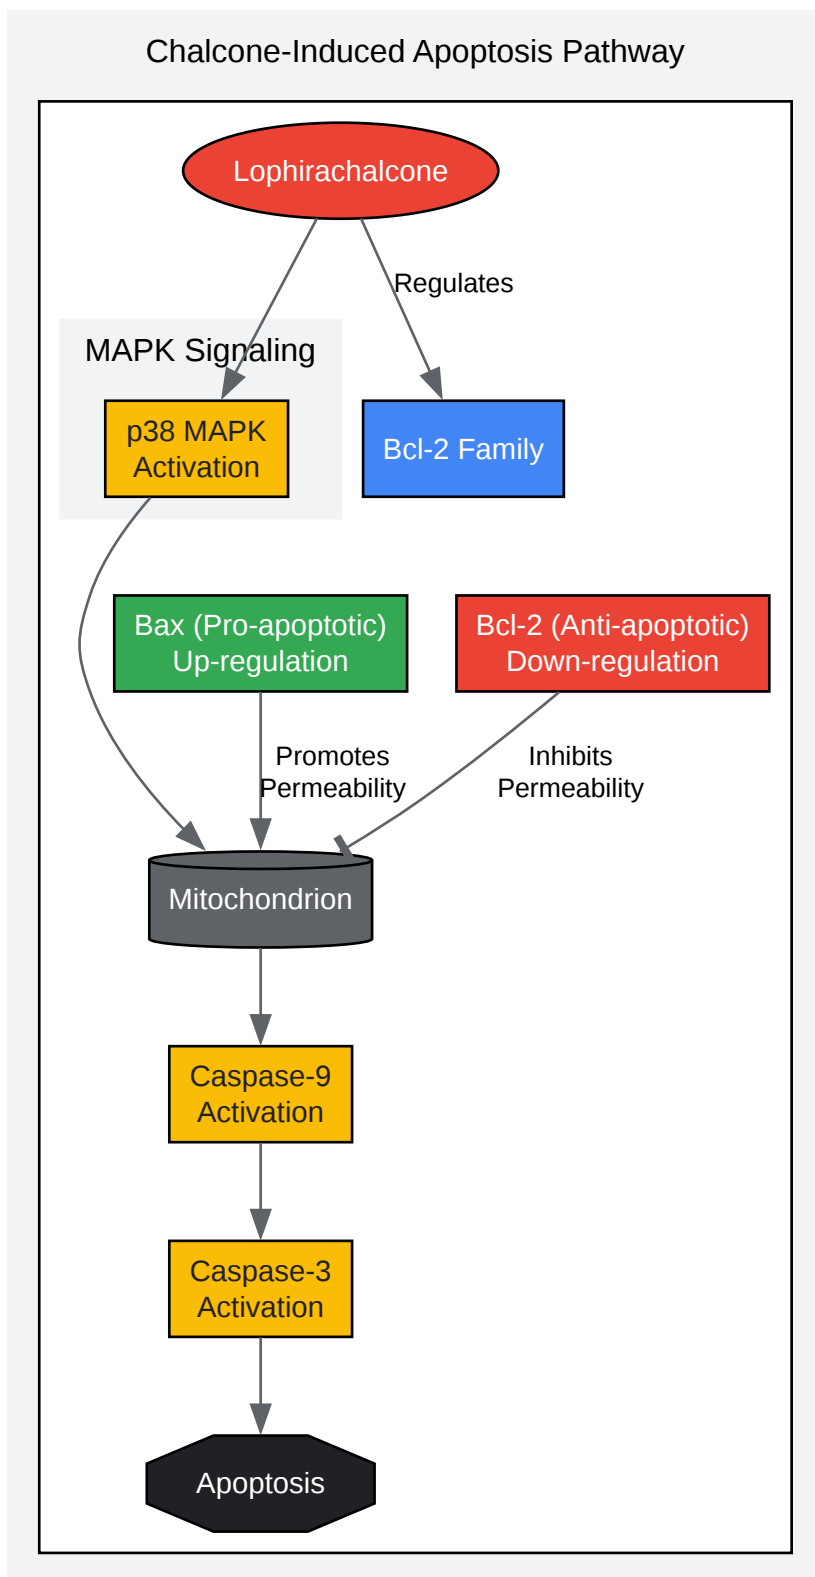 Chalcone-Induced Apoptosis Pathway
Lophirachalcone
Regulates
MAPK Signaling
p38 MAPK
Activation
Bcl-2 Family
Bax (Pro-apoptotic)
Up-regulation
Bcl-2 (Anti-apoptotic)
Down-regulation
Promotes
Permeability
Inhibits
Permeability
Mitochondrion
Caspase-9
Activation
Caspase-3
Activation
Apoptosis